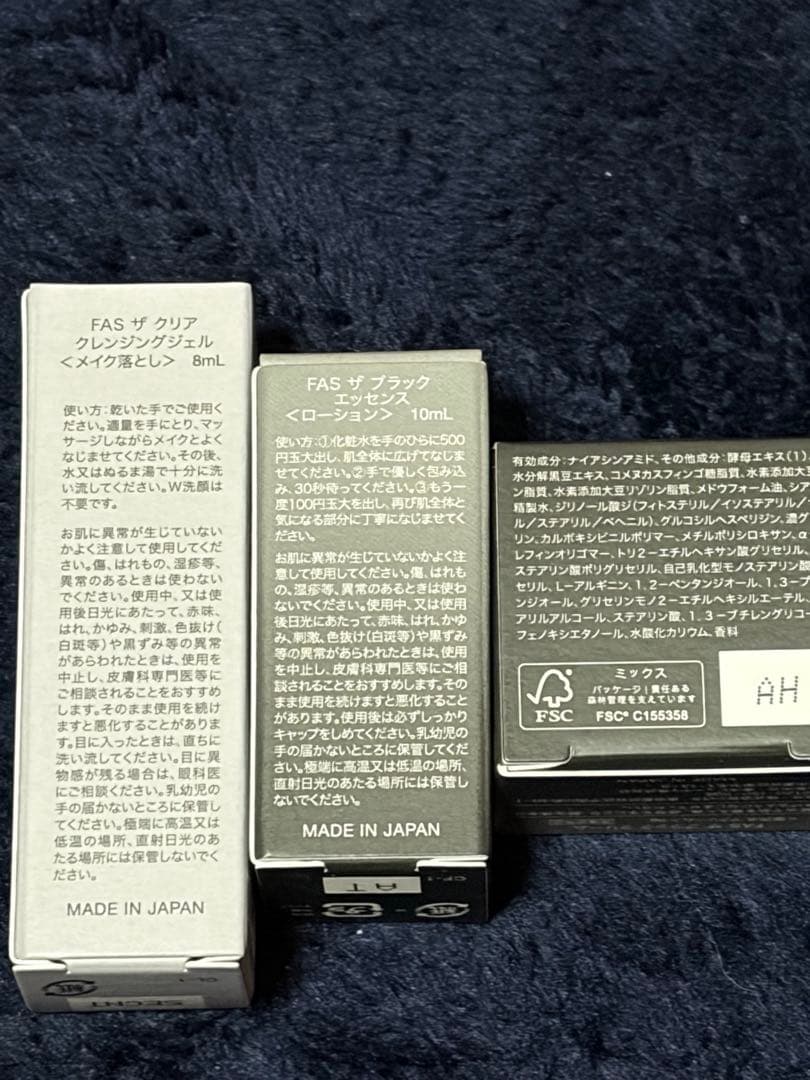 FAS ザ クリア
クレンジングジェル
＜メイク落とし＞ 8mL
使い方：乾いた手でご使用く
ださい。適量を手にとり、マッ
サージしながらメイクとよく
なじませてください。その後、
水又はぬるま湯で十分に洗
い流してください。W洗顔は
不要です。
お肌に異常が生じていない
かよく注意して使用してくだ
さい。傷、はれもの、湿疹等、
異常のあるときは使わない
でください。使用中、又は使
用後日光にあたって、赤味、
はれ、かゆみ、刺激、色抜け（
白斑等）や黒ずみ等の異常
があらわれたときは、使用を
中止し、皮膚科専門医等に
ご相談されることをおすすめ
します。そのまま使用を続け
ますと悪化することがありま
す。目に入ったときは、直ちに
洗い流してください。目に異
物感が残る場合は、眼科医
にご相談ください。乳幼児の
手の届かないところに保管し
てください。極端に高温又は
低温の場所、直射日光のあ
たる場所には保管しないでく
ださい。
MADE IN JAPAN
CL-1
SECNT
FAS ザ ブラック
エッセンス
＜ローション＞ 10mL
使い方：①化粧水を手のひらに500
円玉大出し、肌全体に広げてなじま
せてください。②手で優しく包み込
み、30秒待ってください。③もう一
度100円玉大を出し、再び肌全体と
気になる部分に丁寧になじませてく
ださい。
お肌に異常が生じていないかよく注
意して使用してください。傷、はれも
の、湿疹等、異常のあるときは使わ
ないでください。使用中、又は使用
後日光にあたって、赤味、はれ、かゆ
み、刺激、色抜け（白斑等）や黒ずみ
等の異常があらわれたときは、使用
を中止し、皮膚科専門医等にご相
談されることをおすすめします。その
まま使用を続けますと悪化すること
があります。使用後は必ずしっかり
キャップをしめてください。乳幼児の
手の届かないところに保管してくだ
さい。極端に高温又は低温の場所、
直射日光のあたる場所には保管し
ないでください。
MADE IN JAPAN
AT
有効成分：ナイアシンアミド、その他成分：酵母エキス（1）、
水分解黒豆エキス、コメヌカスフィンゴ糖脂質、水素添加大
ン脂質、水素添加大豆リゾリン脂質、メドウフォーム油、シア
精製水、ジリノール酸ジ（フィトステリル／イソステアリル／
ル／ステアリル／ベヘニル）、グルコシルヘスペリジン、濃グ
リン、カルボキシビニルポリマー、メチルポリシロキサン、α
レフィンオリゴマー、トリ2－エチルヘキサン酸グリセリル、
ステアリン酸ポリグリセリル、自己乳化型モノステアリン酸
セリル、L－アルギニン、1，2－ペンタンジオール、1，3－プ
ンジオール、グリセリンモノ2－エチルヘキシルエーテル、
アリルアルコール、ステアリン酸、1，3－ブチレングリコ
フェノキシエタノール、水酸化カリウム、香料
FSC
ミックス
パッケージ｜責任ある
森林管理を支えています
FSC® C155358
AH